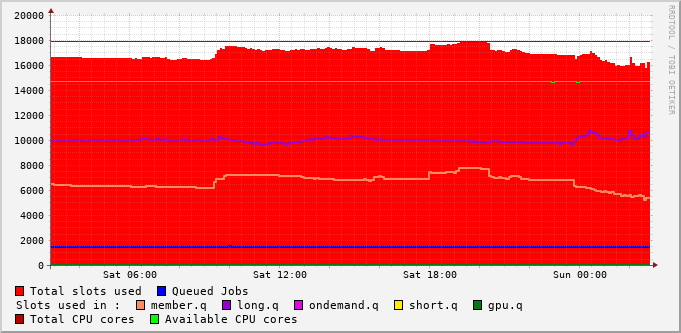 RRDTOOL / TOBI OETIKER
20000
18000
16000
14000
12000
10000
8000
6000
4000
2000
0
Sat 06:00 Sat 12:00 Sat 18:00 Sun 00:00
Total slots used Queued Jobs
Slots used in : member.q long.q ondemand.q short.q gpu.q
Total CPU cores Available CPU cores